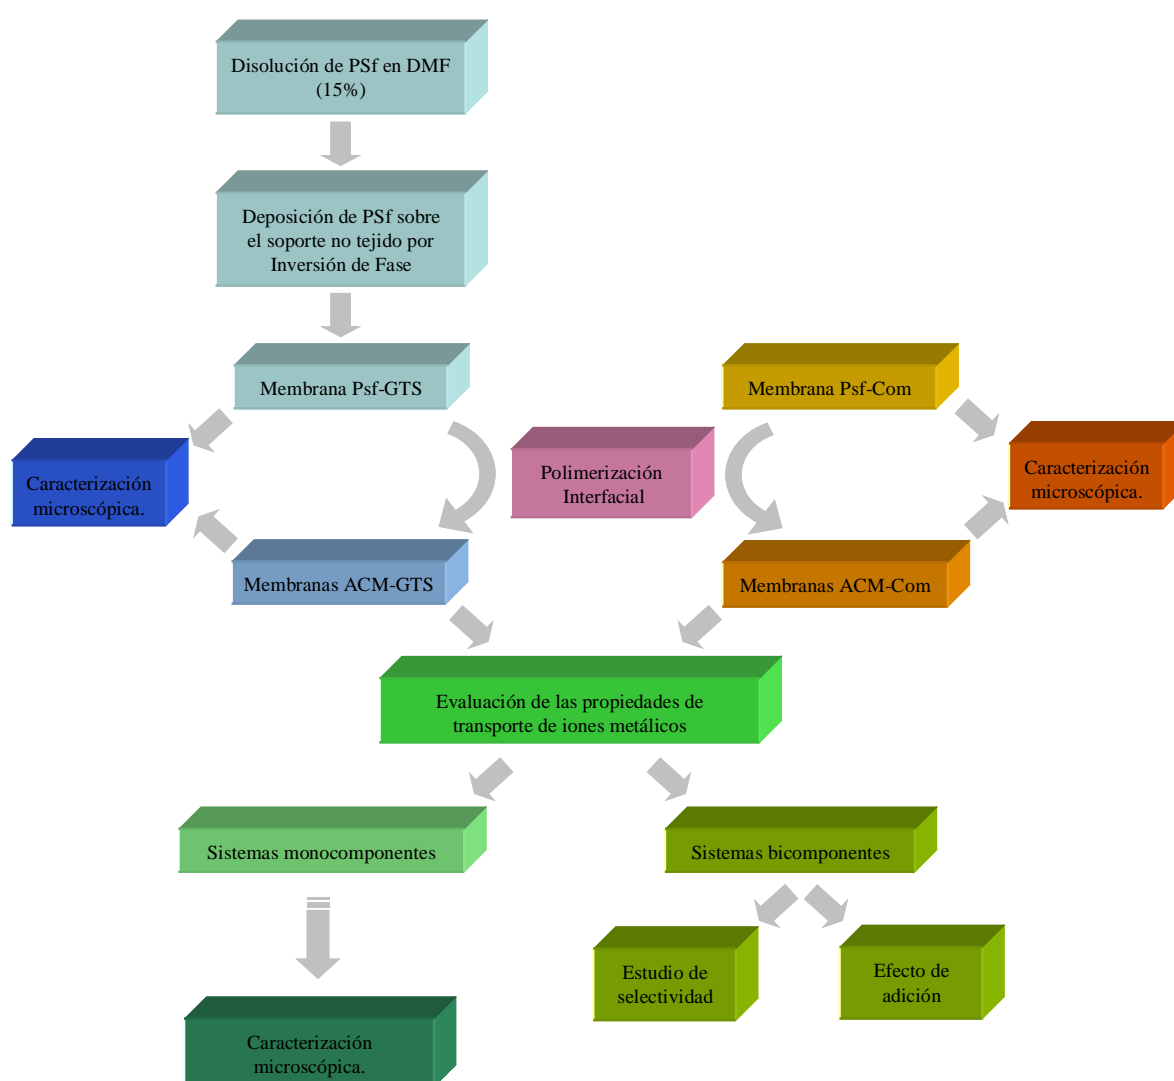 Disolución de PSf en DMF
(15%)
Deposición de PSf sobre
el soporte no tejido por
Inversión de Fase
Membrana Psf-GTS
Membrana Psf-Com
Caracterización
microscópica.
Polimerización
Interfacial
Caracterización
microscópica.
Membranas ACM-GTS
Membranas ACM-Com
Evaluación de las propiedades de
transporte de iones metálicos
Sistemas monocomponentes
Sistemas bicomponentes
Estudio de
selectividad
Efecto de
adición
Caracterización
microscópica.